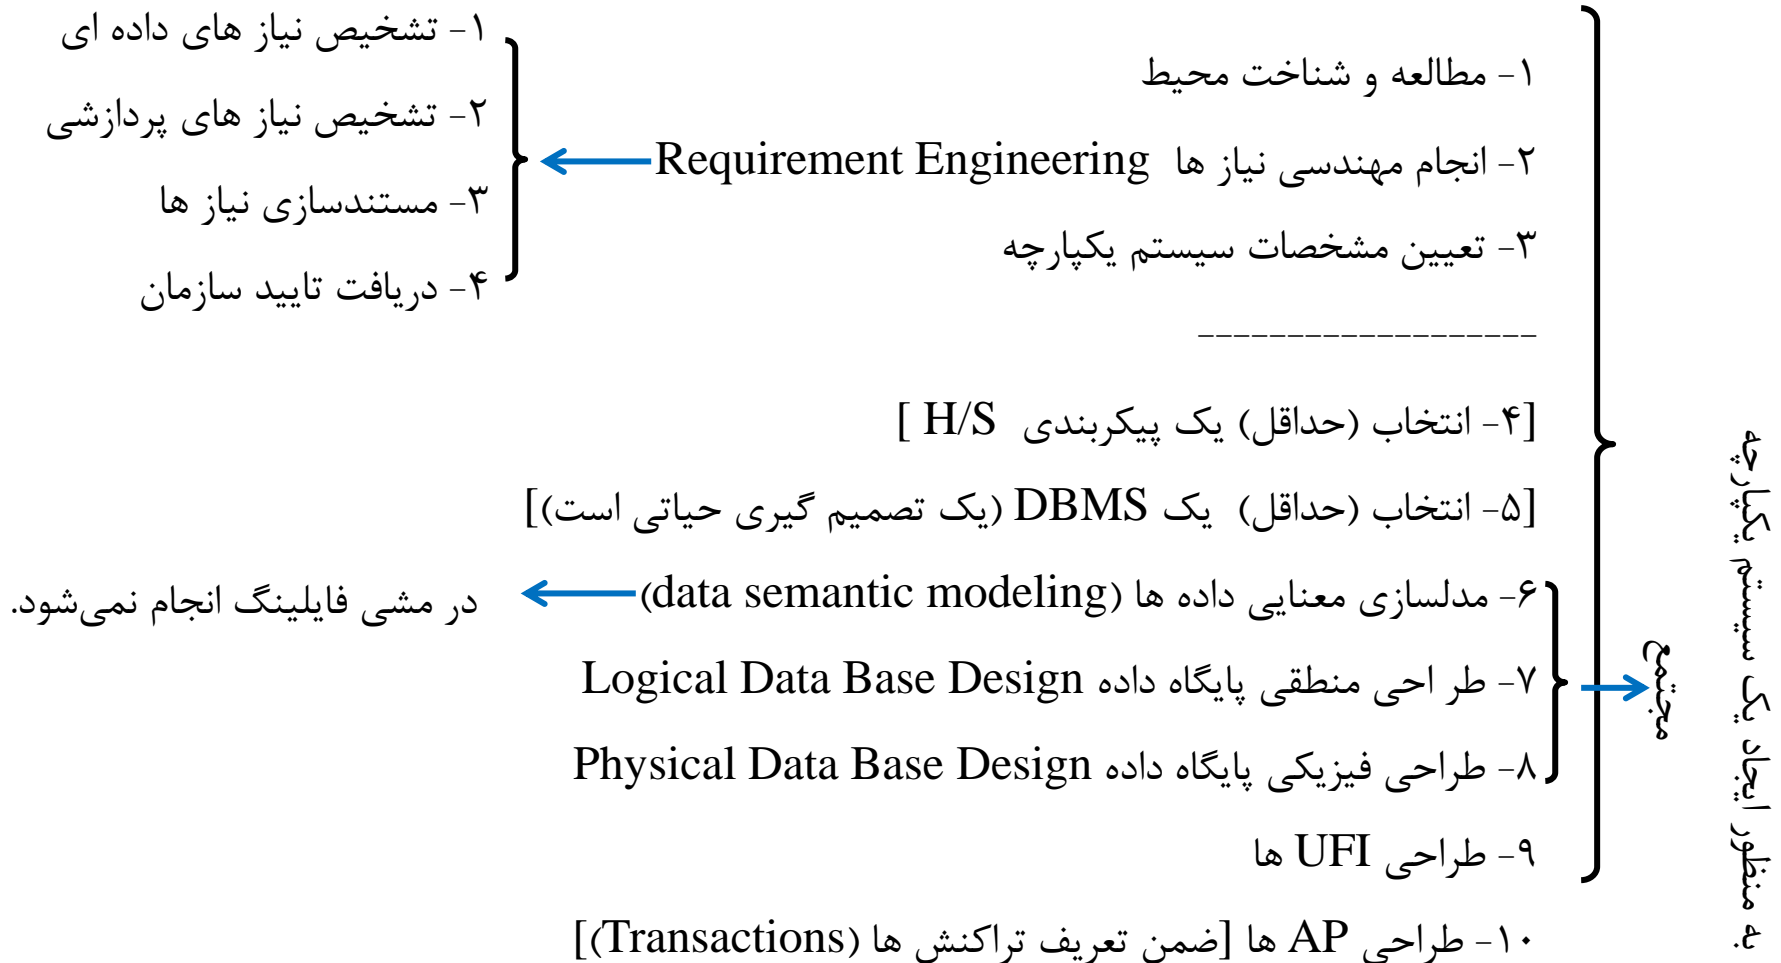 به منظور ایجاد یک سیستم یکپارچه
۱- مطالعه و شناخت محیط
۲- انجام مهندسی نیاز ها Requirement Engineering
۱- تشخیص نیاز های داده ای
۲- تشخیص نیاز های پردازشی
۳- مستندسازی نیاز ها
۴- دریافت تایید سازمان
۳- تعیین مشخصات سیستم یکپارچه
-------------------
[۴- انتخاب (حداقل) یک پیکربندی H/S ]
[۵- انتخاب (حداقل) یک DBMS (یک تصمیم گیری حیاتی است)]
۶- مدلسازی معنایی داده ها (data semantic modeling)
در مشی فایلینگ انجام نمی‌شود.
۷- طر احی منطقی پایگاه داده Logical Data Base Design
۸- طراحی فیزیکی پایگاه داده Physical Data Base Design
مجتمع
۹- طراحی UFI ها
۱۰- طراحی AP ها [ضمن تعریف تراکنش ها (Transactions)]